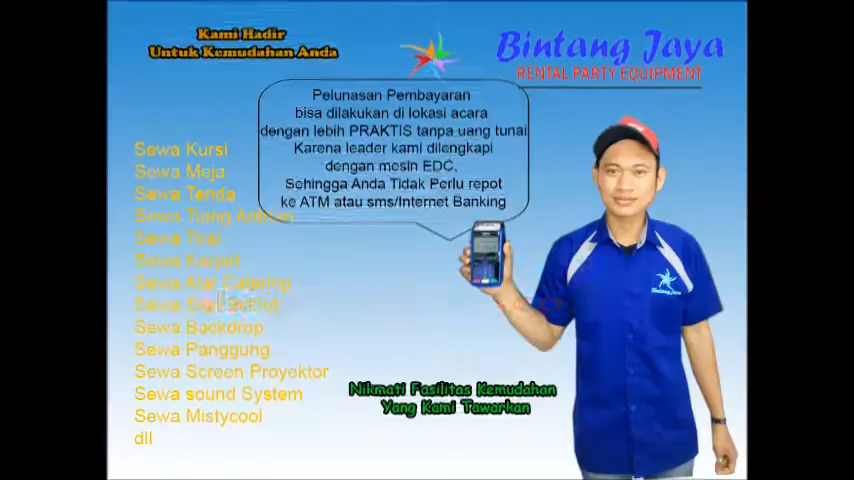 Kami Hadir
Untuk Kemudahan Anda
Bintang Jaya
RENTAL PARTY EQUIPMENT
Pelunasan Pembayaran
bisa dilakukan di lokasi acara
dengan lebih PRAKTIS tanpa uang tunai
Karena leader kami dilengkapi
dengan mesin EDC,
Sehingga Anda Tidak Perlu repot
ke ATM atau sms/Internet Banking
Sewa Kursi
Sewa Meja
Sewa Tenda
Sewa Tiang Antrian
Sewa Tirai
Sewa Karpet
Sewa Alat Catering
Sewa
Sewa Backdrop
Sewa Panggung
Sewa Screen Proyektor
Sewa sound System
Sewa Mistycool
dll
Nikmati Fasilitas Kemudahan
Yang Kami Tawarkan
Bintang Jaya